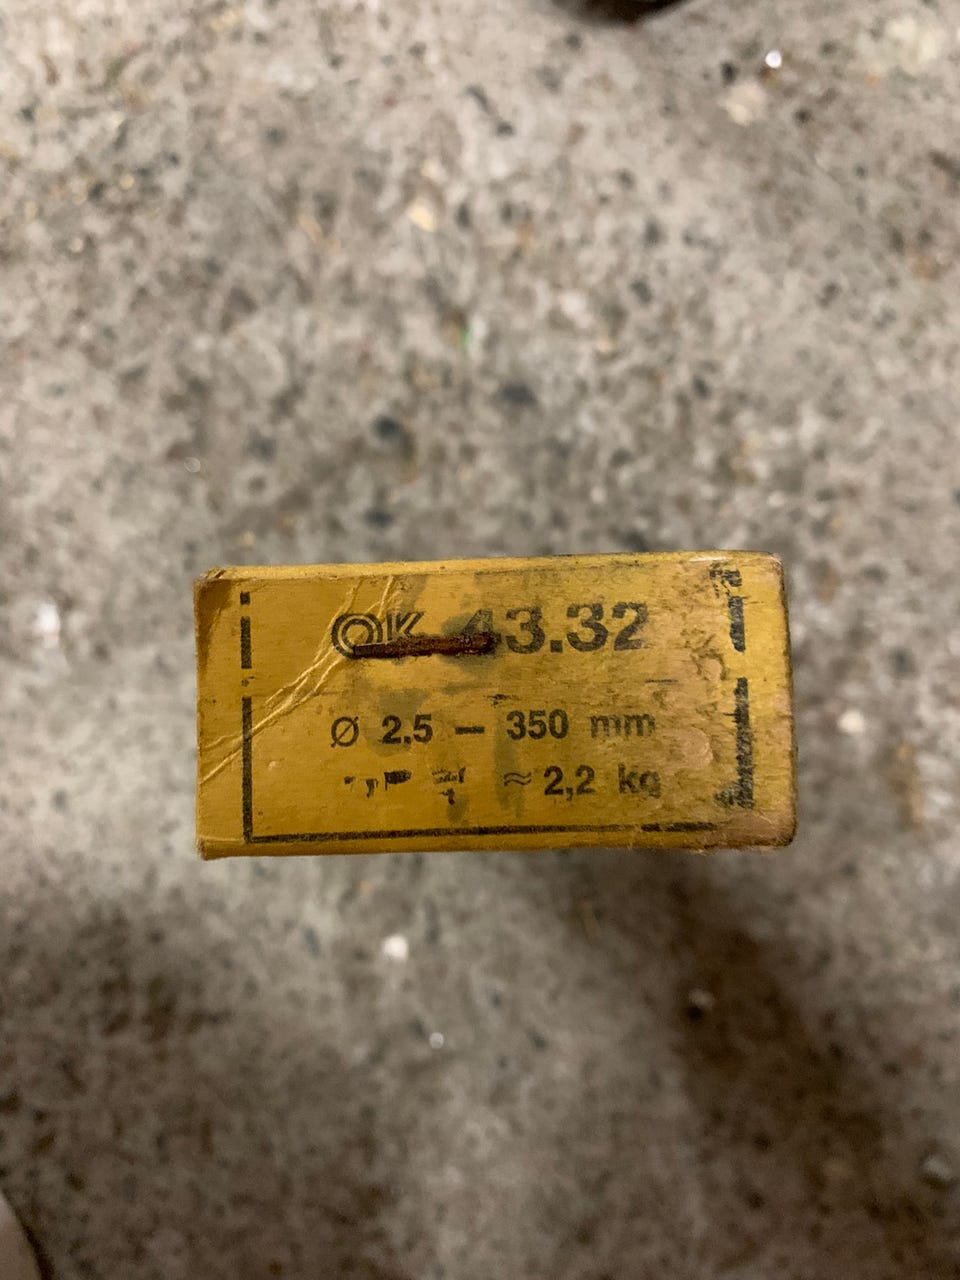 OK 43.32
Ø 2.5 — 350 mm
≈ 2,2 kg